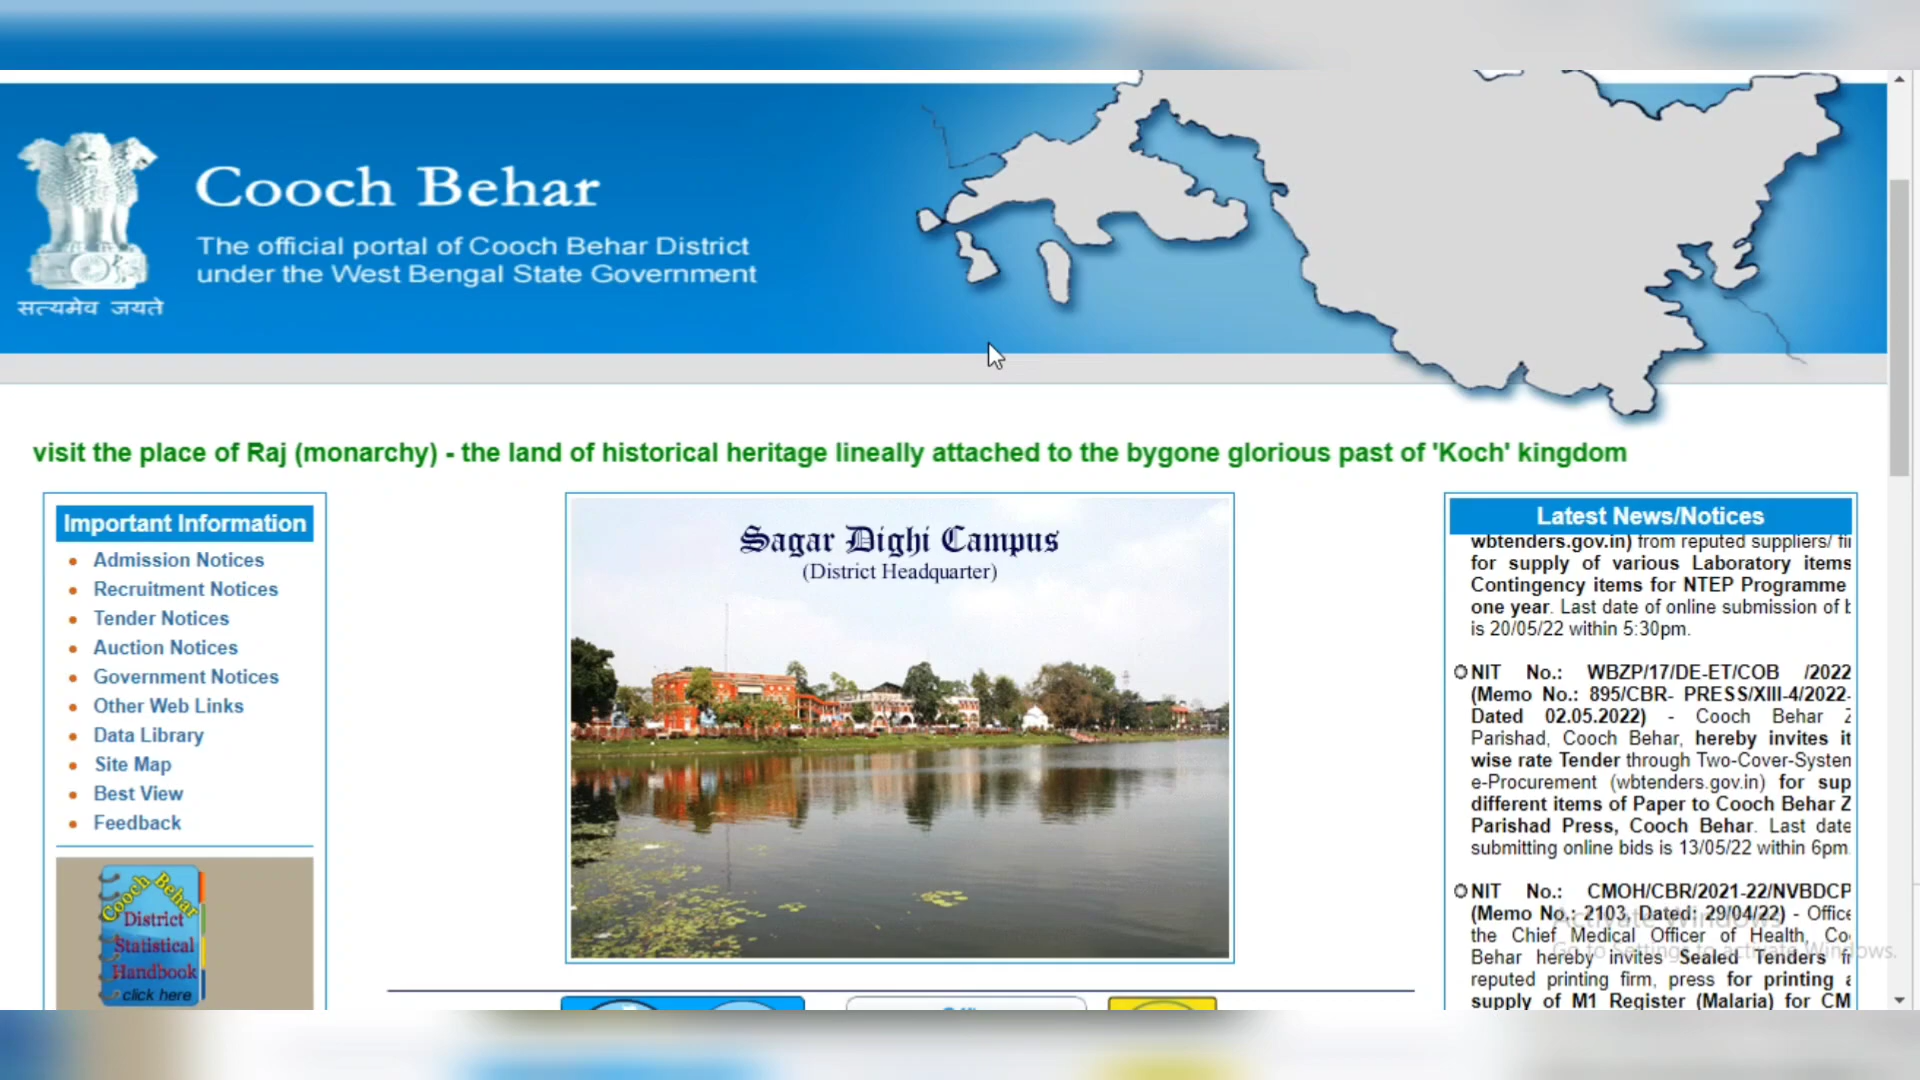 Cooch Behar
The official portal of Cooch Behar District
under the West Bengal State Government
सत्यमेव जयते
visit the place of Raj (monarchy) - the land of historical heritage lineally attached to the bygone glorious past of 'Koch' kingdom
Important Information
Admission Notices
Recruitment Notices
Tender Notices
Auction Notices
Government Notices
Other Web Links
Data Library
Site Map
Best View
Feedback
Cooch Behar
District
Statistical
Handbook
click here
Sagar Dighi Campus
(District Headquarter)
Latest News/Notices
wbtenders.gov.in) from reputed suppliers/
for supply of various Laboratory items
Contingency items for NTEP Programme
one year. Last date of online submission of
is 20/05/22 within 5:30pm.
NIT No.: WBZP/17/DE-ET/COB /2022
(Memo No.: 895/CBR- PRESS/XIII-4/2022-
Dated 02.05.2022) - Cooch Behar
Parishad, Cooch Behar, hereby invites
wise rate Tender through Two-Cover-System
e-Procurement (wbtenders.gov.in) for
different items of Paper to Cooch Behar
Parishad Press, Cooch Behar. Last date
submitting online bids is 13/05/22 within 6pm
NIT No.: CMOH/CBR/2021-22/NVBDCP
(Memo No.: 2103, Dated: 29/04/22) - Office
the Chief Medical Officer of Health,
Behar hereby invites Sealed Tenders
reputed printing firm, press for printing
supply of M1 Register (Malaria) for
Activate Windows
Go to Settings to activate Windows.